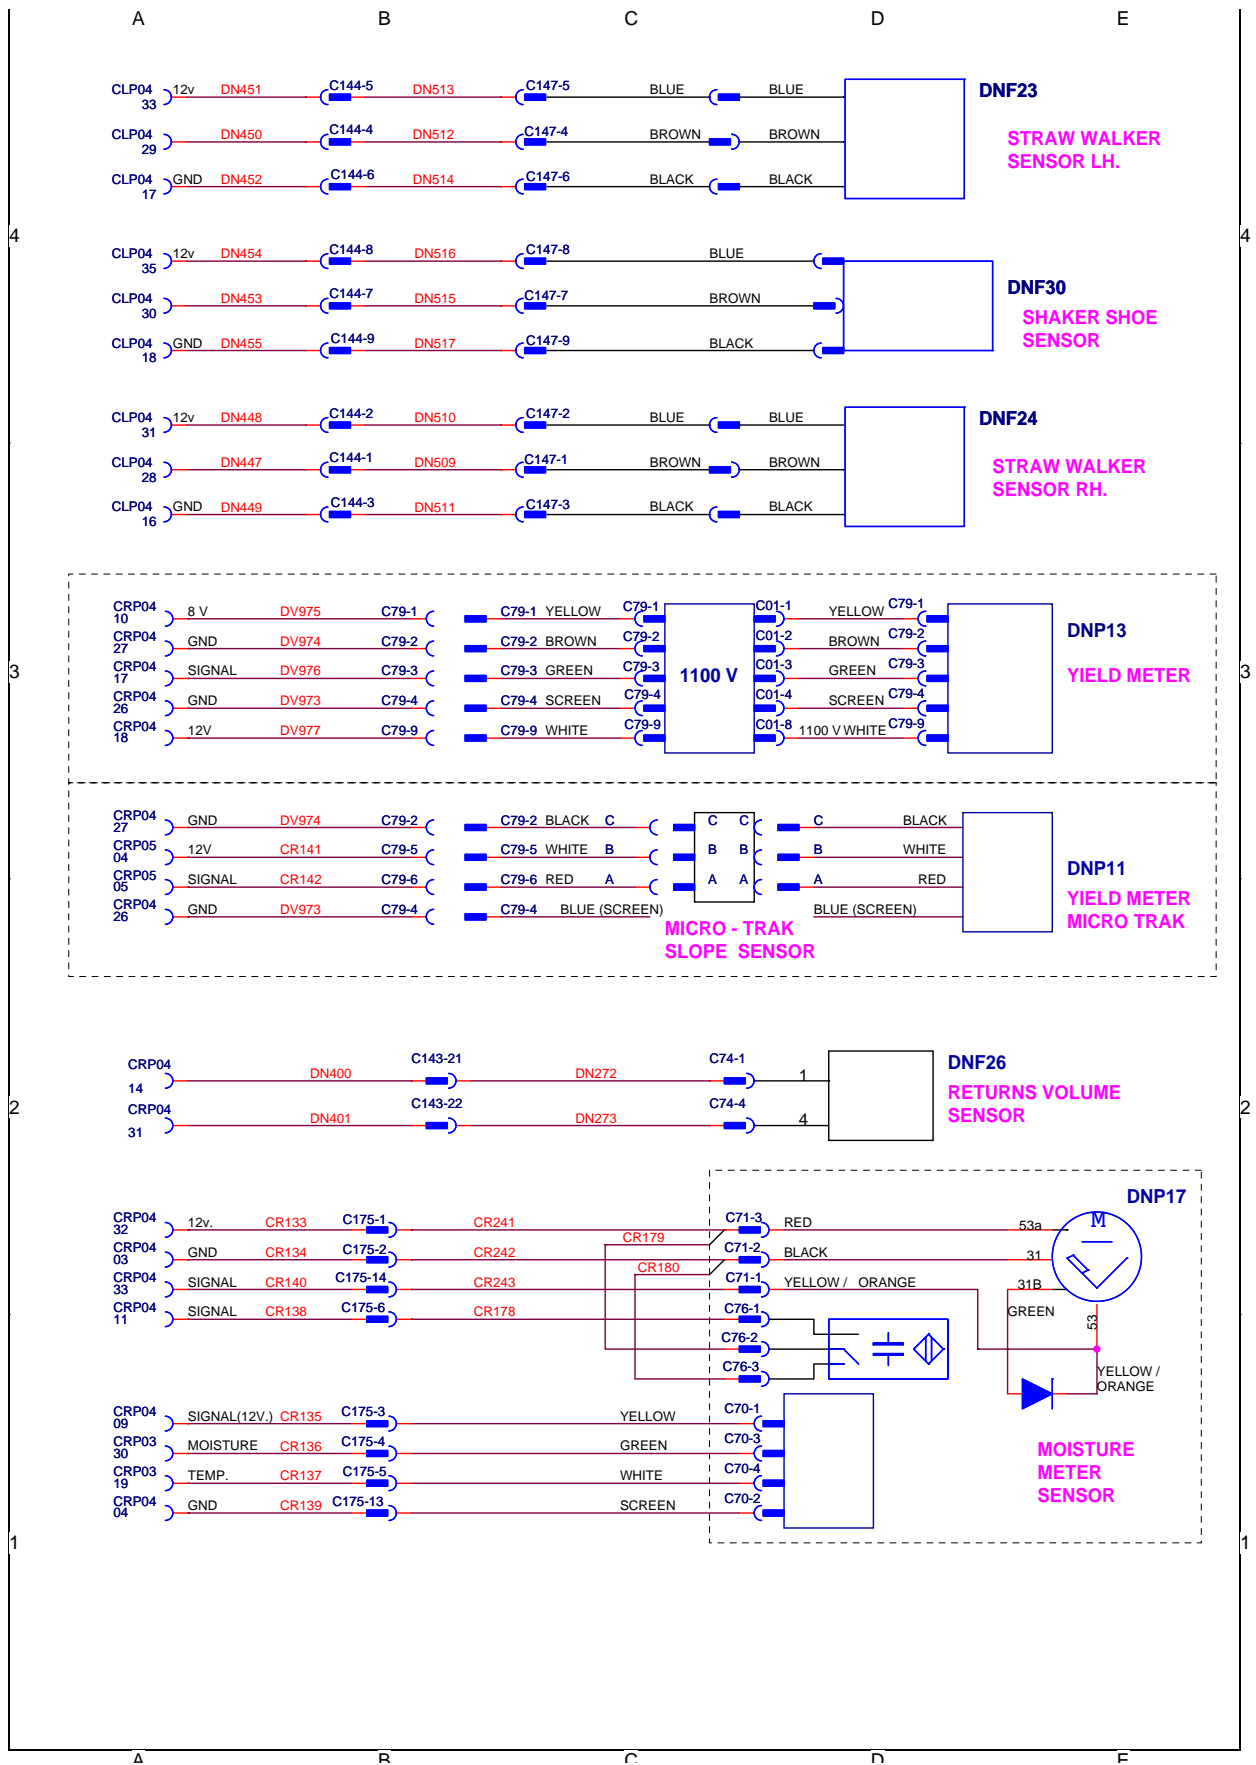 A B C D E
CLP04 33 12v DN451 C144-5 DN513 C147-5 BLUE BLUE DNF23
CLP04 29 DN450 C144-4 DN512 C147-4 BROWN BROWN STRAW WALKER
SENSOR LH.
CLP04 17 GND DN452 C144-6 DN514 C147-6 BLACK BLACK
4 4
CLP04 35 12v DN454 C144-8 DN516 C147-8 BLUE
CLP04 30 DN453 C144-7 DN515 C147-7 BROWN DNF30
SHAKER SHOE
SENSOR
CLP04 18 GND DN455 C144-9 DN517 C147-9 BLACK
CLP04 31 12v DN448 C144-2 DN510 C147-2 BLUE BLUE DNF24
CLP04 28 DN447 C144-1 DN509 C147-1 BROWN BROWN STRAW WALKER
SENSOR RH.
CLP04 16 GND DN449 C144-3 DN511 C147-3 BLACK BLACK
CRP04 10 8 V DV975 C79-1 C79-1 YELLOW C79-1 C01-1 YELLOW C79-1
CRP04 27 GND DV974 C79-2 C79-2 BROWN C79-2 C01-2 BROWN C79-2 DNP13
3 CRP04 17 SIGNAL DV976 C79-3 C79-3 GREEN C79-3 1100 V C01-3 GREEN C79-3 YIELD METER 3
CRP04 26 GND DV973 C79-4 C79-4 SCREEN C79-4 C01-4 SCREEN C79-4
CRP04 18 12V DV977 C79-9 C79-9 WHITE C79-9 C01-8 1100 V WHITE C79-9
CRP04 27 GND DV974 C79-2 C79-2 BLACK C C C C BLACK
CRP05 04 12V CR141 C79-5 C79-5 WHITE B B B B WHITE
CRP05 05 SIGNAL CR142 C79-6 C79-6 RED A A A A RED DNP11
CRP04 26 GND DV973 C79-4 C79-4 BLUE (SCREEN) BLUE (SCREEN) YIELD METER
MICRO TRAK
MICRO - TRAK
SLOPE SENSOR
CRP04 14 DN400 C143-21 DN272 C74-1 1 DNF26
2 CRP04 31 DN401 C143-22 DN273 C74-4 4 RETURNS VOLUME
SENSOR 2
DNP17
CRP04 32 12v. CR133 C175-1 CR241 CR179 C71-3 RED 53a M
CRP04 03 GND CR134 C175-2 CR242 CR180 C71-2 BLACK 31
CRP04 33 SIGNAL CR140 C175-14 CR243 C71-1 YELLOW / ORANGE 31B
CRP04 11 SIGNAL CR138 C175-6 CR178 C76-1 GREEN 53
C76-2
C76-3 YELLOW /
ORANGE
CRP04 09 SIGNAL(12V.) CR135 C175-3 YELLOW C70-1
CRP03 30 MOISTURE CR136 C175-4 GREEN C70-3 MOISTURE
METER
SENSOR
CRP03 19 TEMP. CR137 C175-5 WHITE C70-4
CRP04 04 GND CR139 C175-13 SCREEN C70-2
1 1
A B C D E